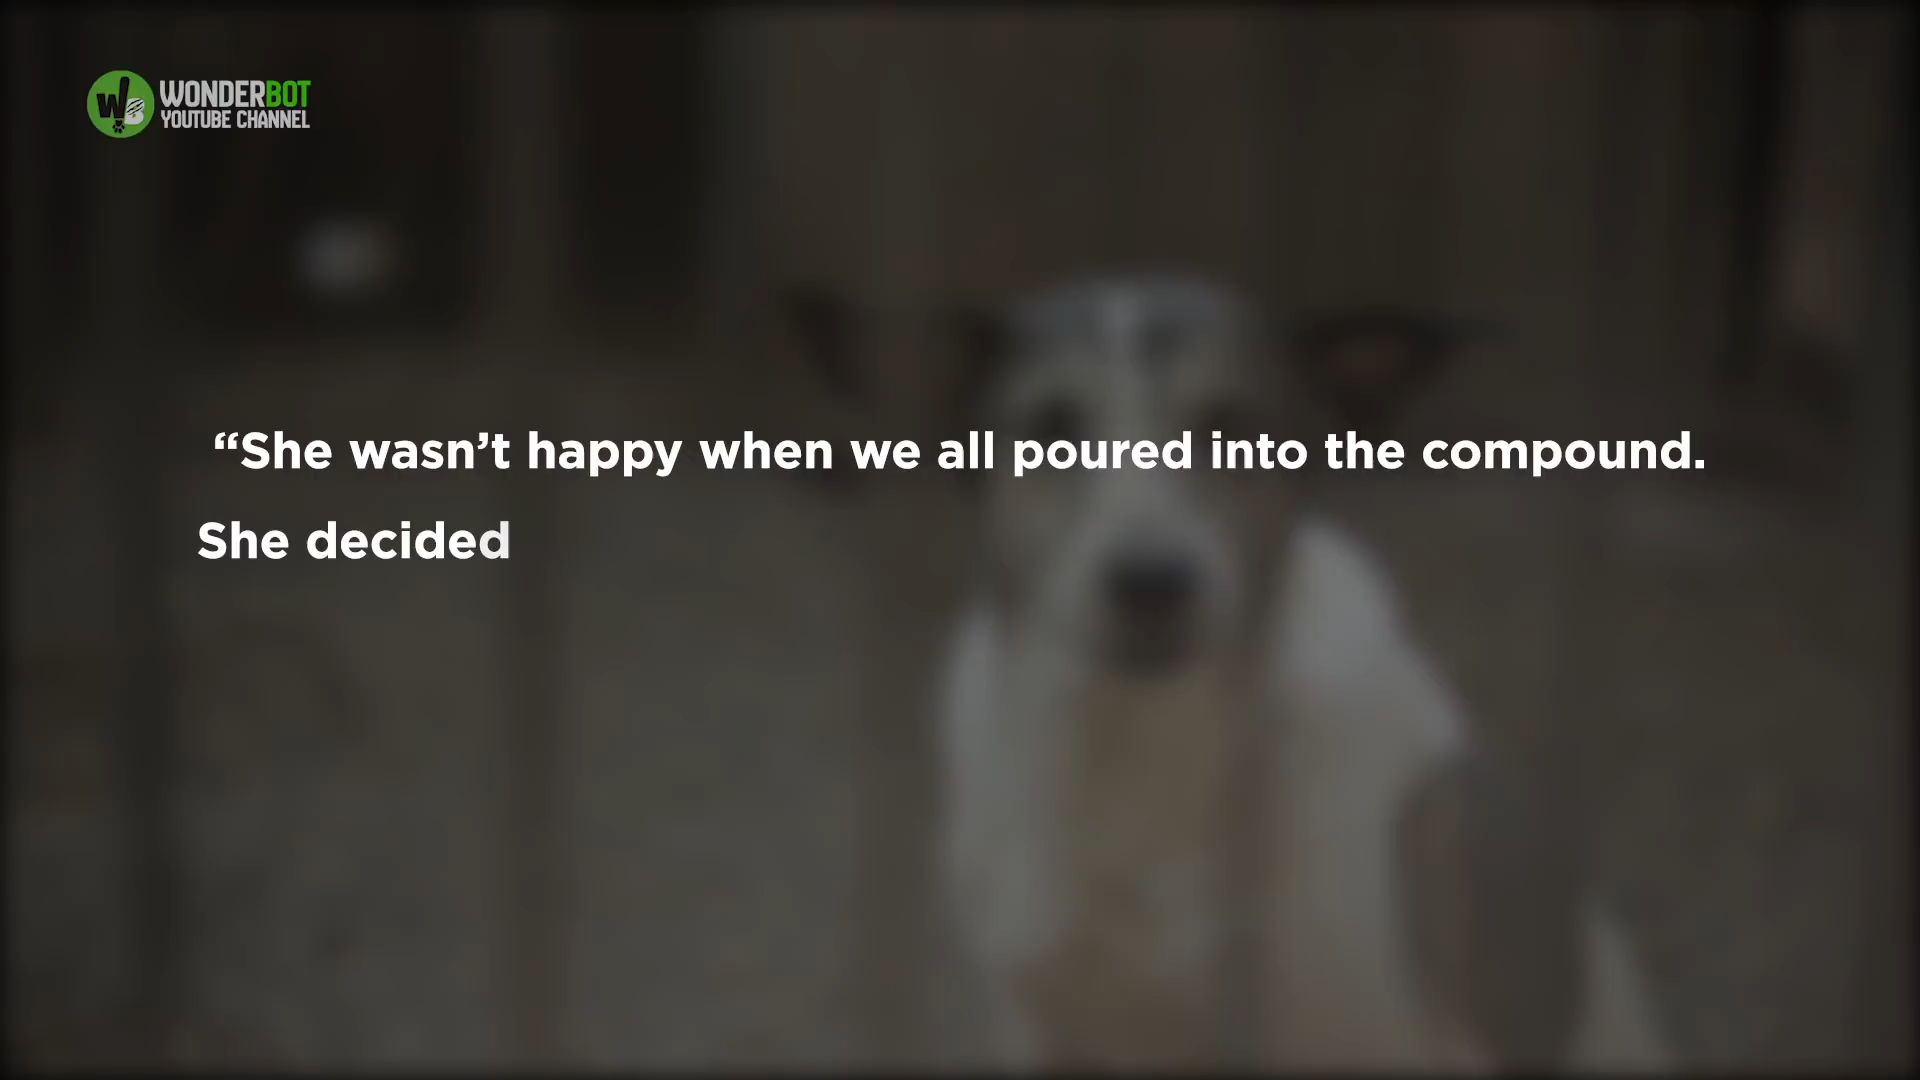 WONDERBOT
YOUTUBE CHANNEL
“She wasn’t happy when we all poured into the compound.
She decided